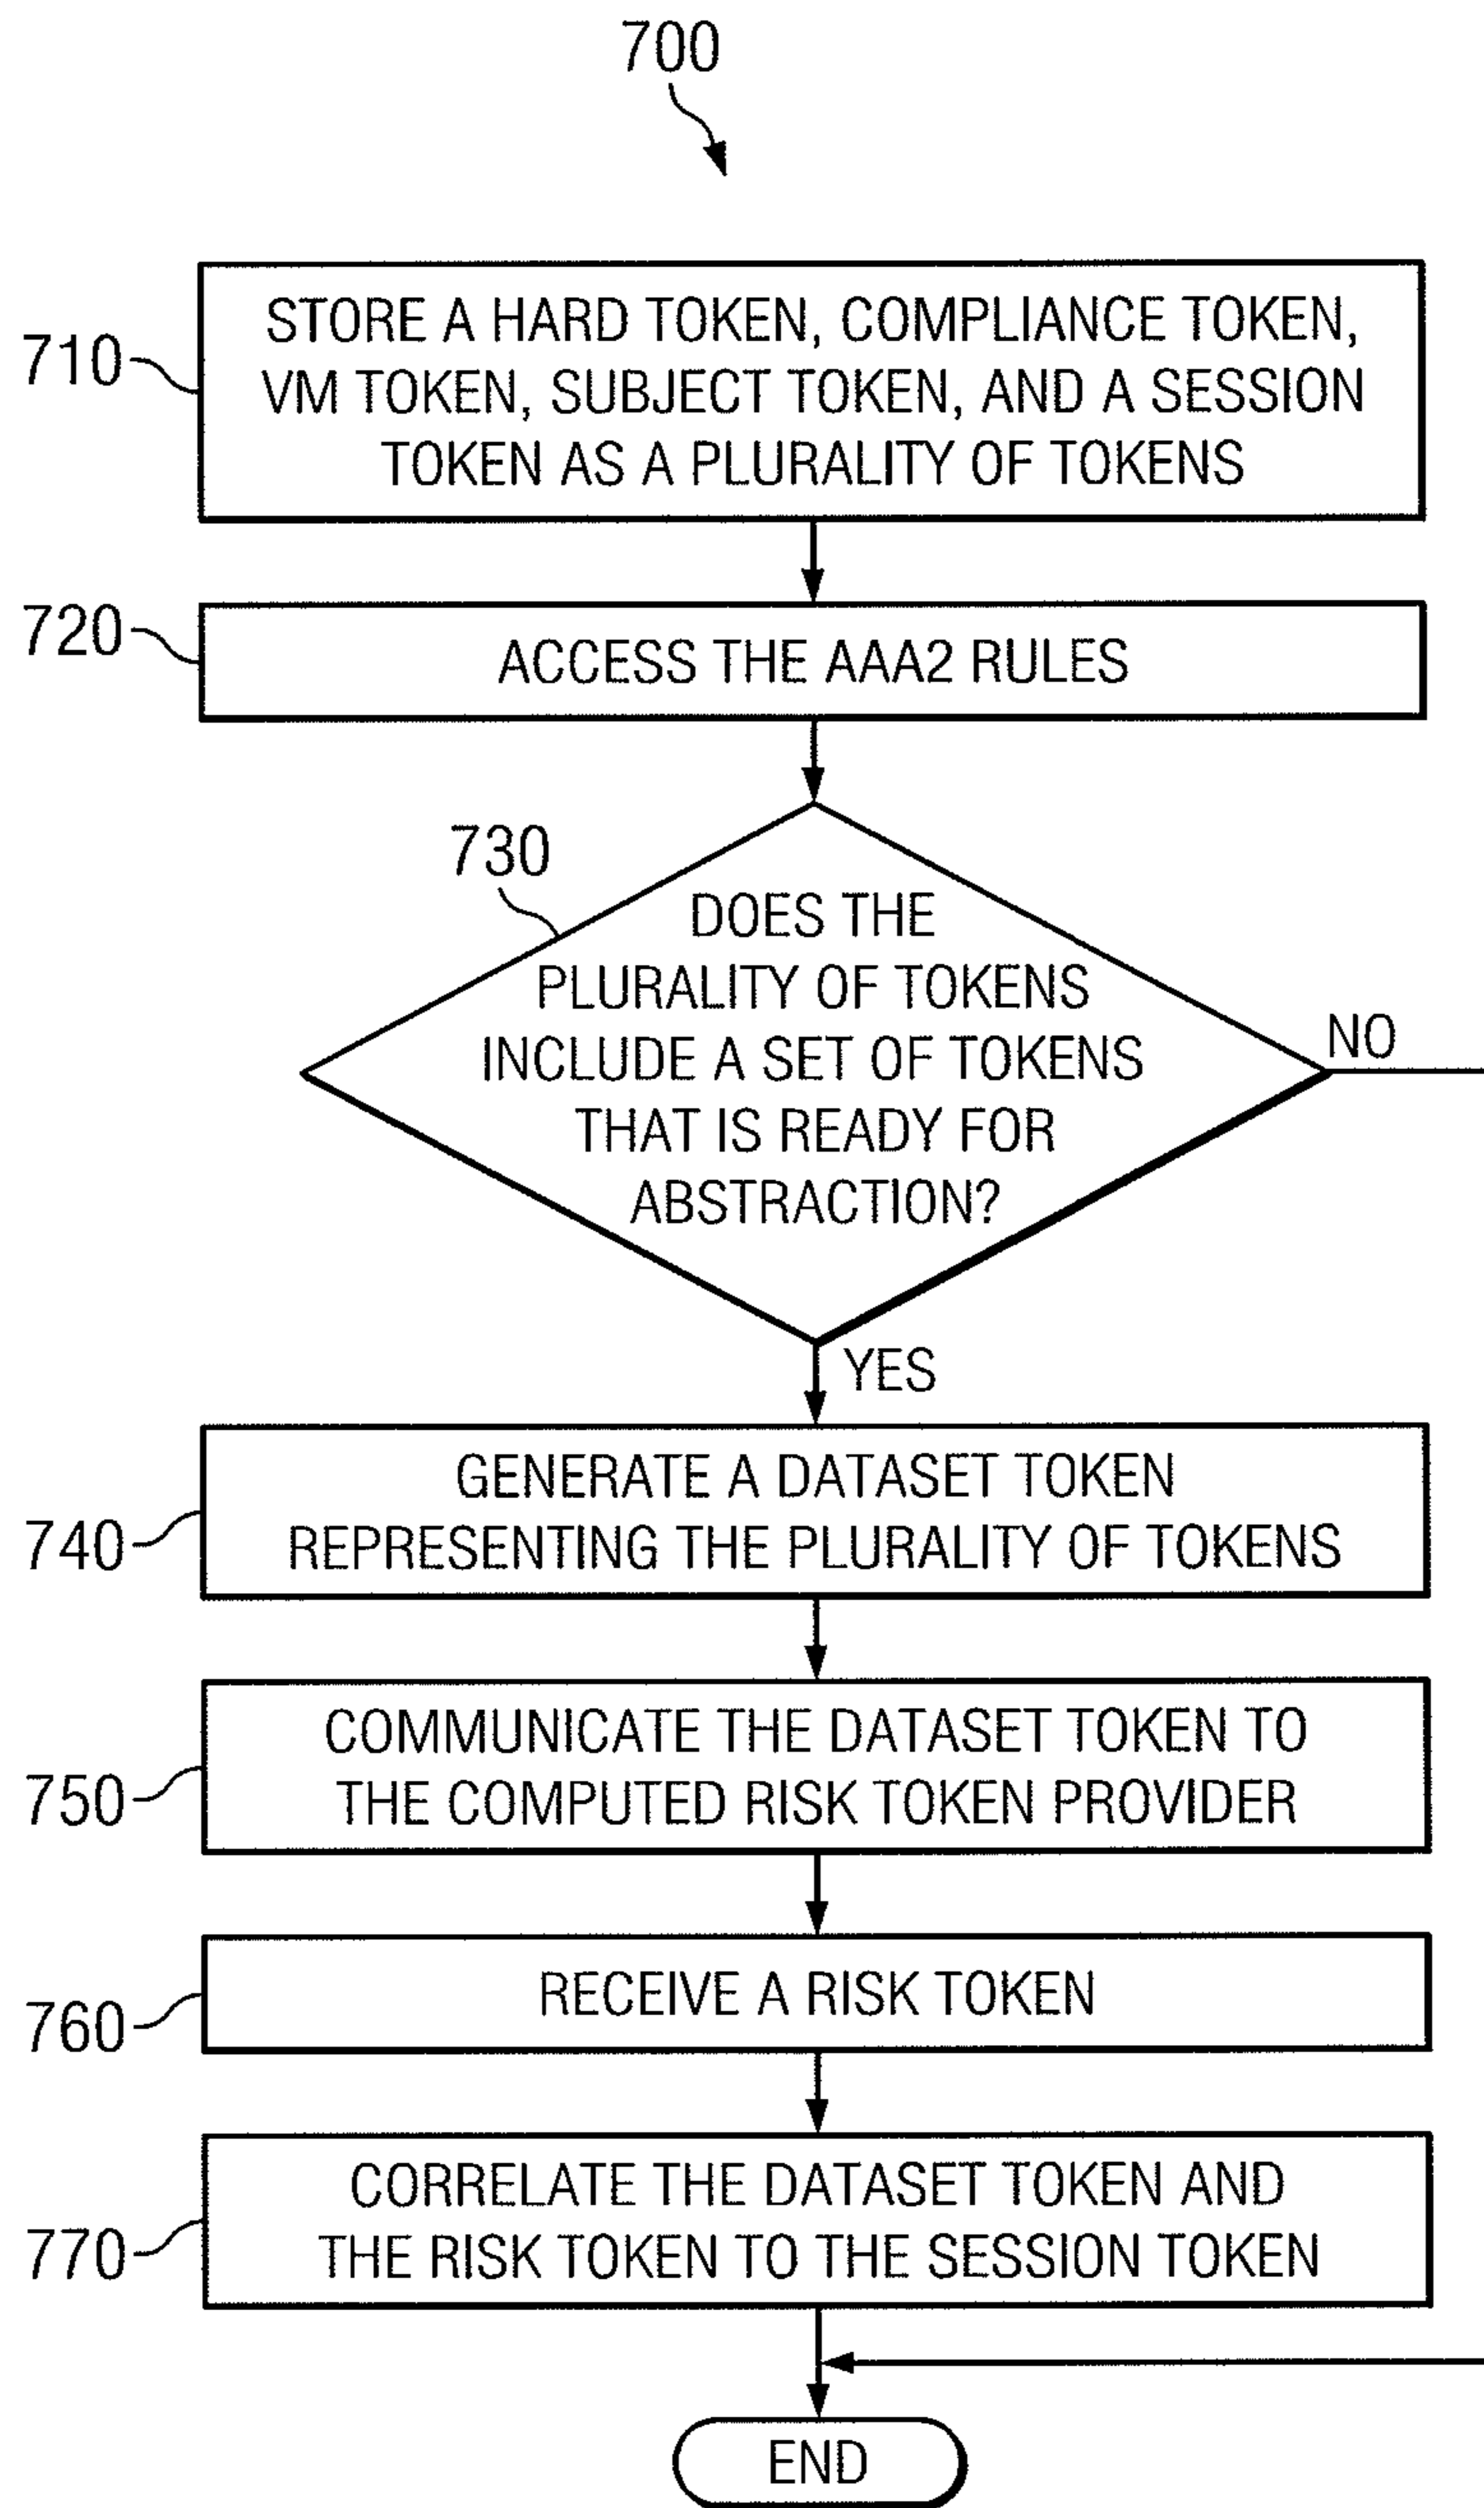 700
710
STORE A HARD TOKEN, COMPLIANCE TOKEN,
VM TOKEN, SUBJECT TOKEN, AND A SESSION
TOKEN AS A PLURALITY OF TOKENS
720
ACCESS THE AAA2 RULES
730
DOES THE
PLURALITY OF TOKENS
INCLUDE A SET OF TOKENS
THAT IS READY FOR
ABSTRACTION?
NO
YES
740
GENERATE A DATASET TOKEN
REPRESENTING THE PLURALITY OF TOKENS
750
COMMUNICATE THE DATASET TOKEN TO
THE COMPUTED RISK TOKEN PROVIDER
760
RECEIVE A RISK TOKEN
770
CORRELATE THE DATASET TOKEN AND
THE RISK TOKEN TO THE SESSION TOKEN
END